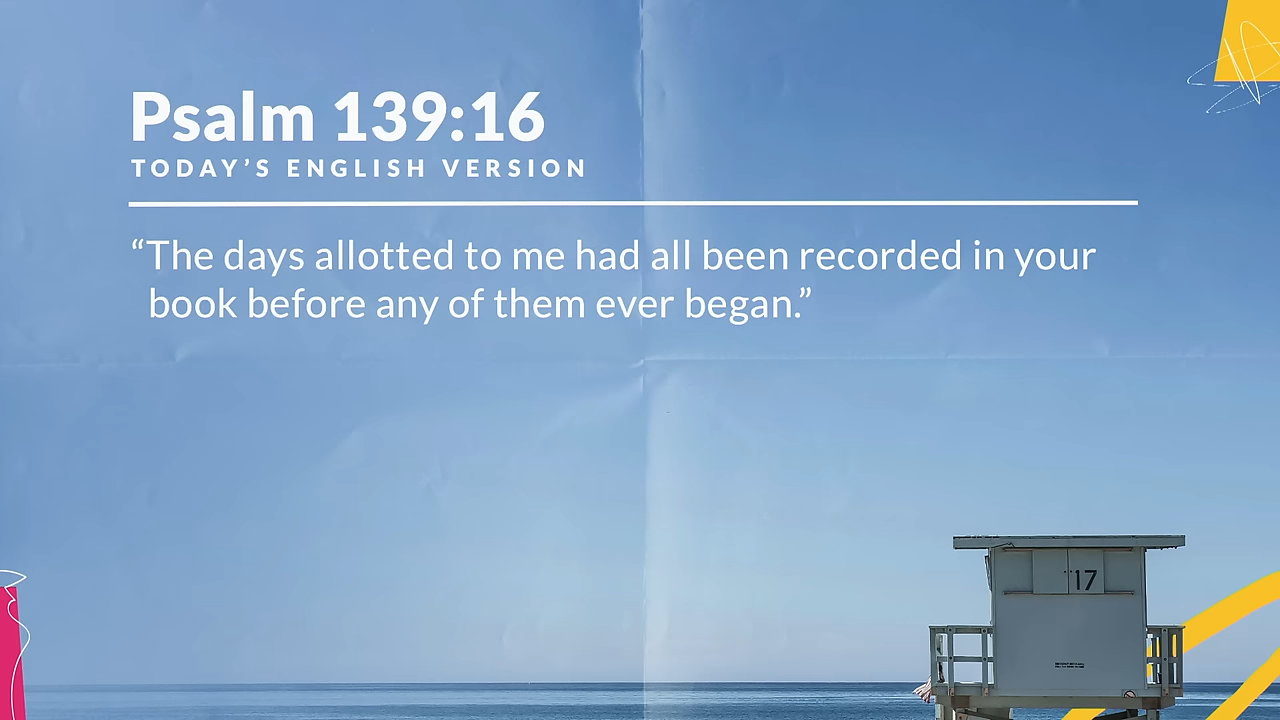 Psalm 139:16
TODAY’S ENGLISH VERSION
“The days allotted to me had all been recorded in your
book before any of them ever began.”
17